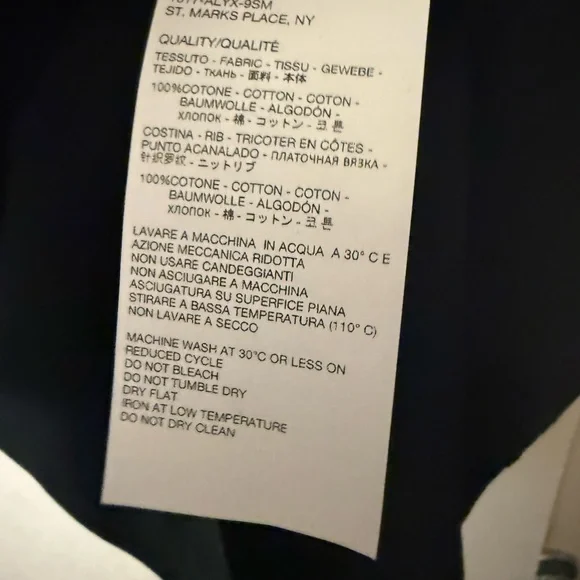 ALYX-9SM
ST. MARKS PLACE, NY
QUALITY/QUALITÉ
TESSUTO - FABRIC - TISSU - GEWEBE -
TEJIDO - ТКАНЬ - 面料 - 本体
100%COTONE - COTTON - COTON -
BAUMWOLLE - ALGODÓN -
ХЛОПОК - 棉 - コットン - 코튼
COSTINA - RIB - TRICOTER EN CÔTES -
PUNTO ACANALADO - ПЛАТОЧНАЯ ВЯЗКА -
针织罗纹 - ニットリブ
100%COTONE - COTTON - COTON -
BAUMWOLLE - ALGODÓN -
ХЛОПОК - 棉 - コットン - 코튼
LAVARE A MACCHINA IN ACQUA A 30° C E
AZIONE MECCANICA RIDOTTA
NON USARE CANDEGGIANTI
NON ASCIUGARE A MACCHINA
ASCIUGATURA SU SUPERFICE PIANA
STIRARE A BASSA TEMPERATURA (110° C)
NON LAVARE A SECCO
MACHINE WASH AT 30°C OR LESS ON
REDUCED CYCLE
DO NOT BLEACH
DO NOT TUMBLE DRY
DRY FLAT
IRON AT LOW TEMPERATURE
DO NOT DRY CLEAN